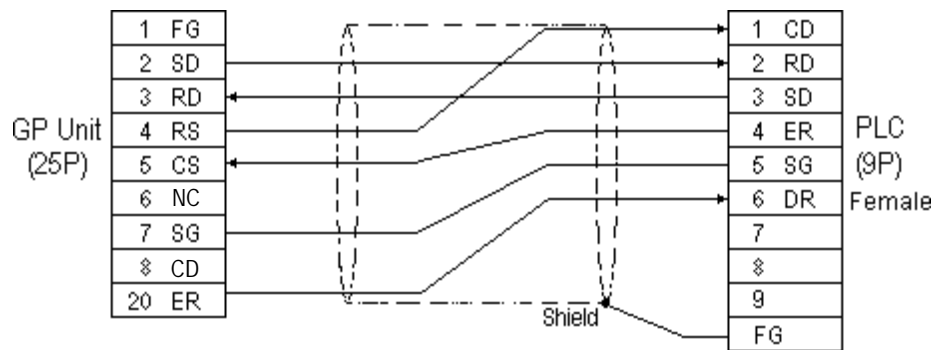 1 FG
2 SD
3 RD
4 RS
5 CS
6 NC
7 SG
8 CD
20 ER
GP Unit
(25P)
Shield
1 CD
2 RD
3 SD
4 ER
5 SG
6 DR
7
8
9
FG
PLC
(9P)
Female